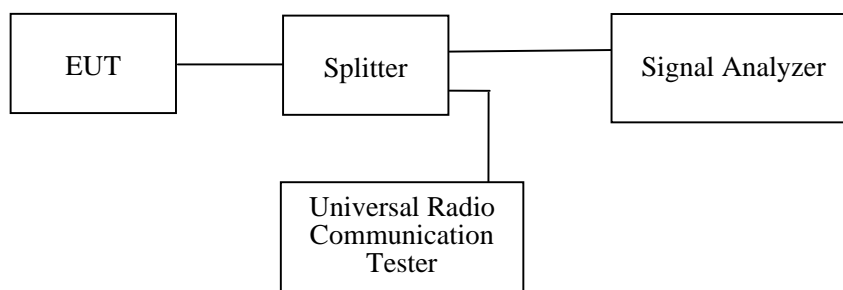 EUT
Splitter
Signal Analyzer
Universal Radio
Communication
Tester